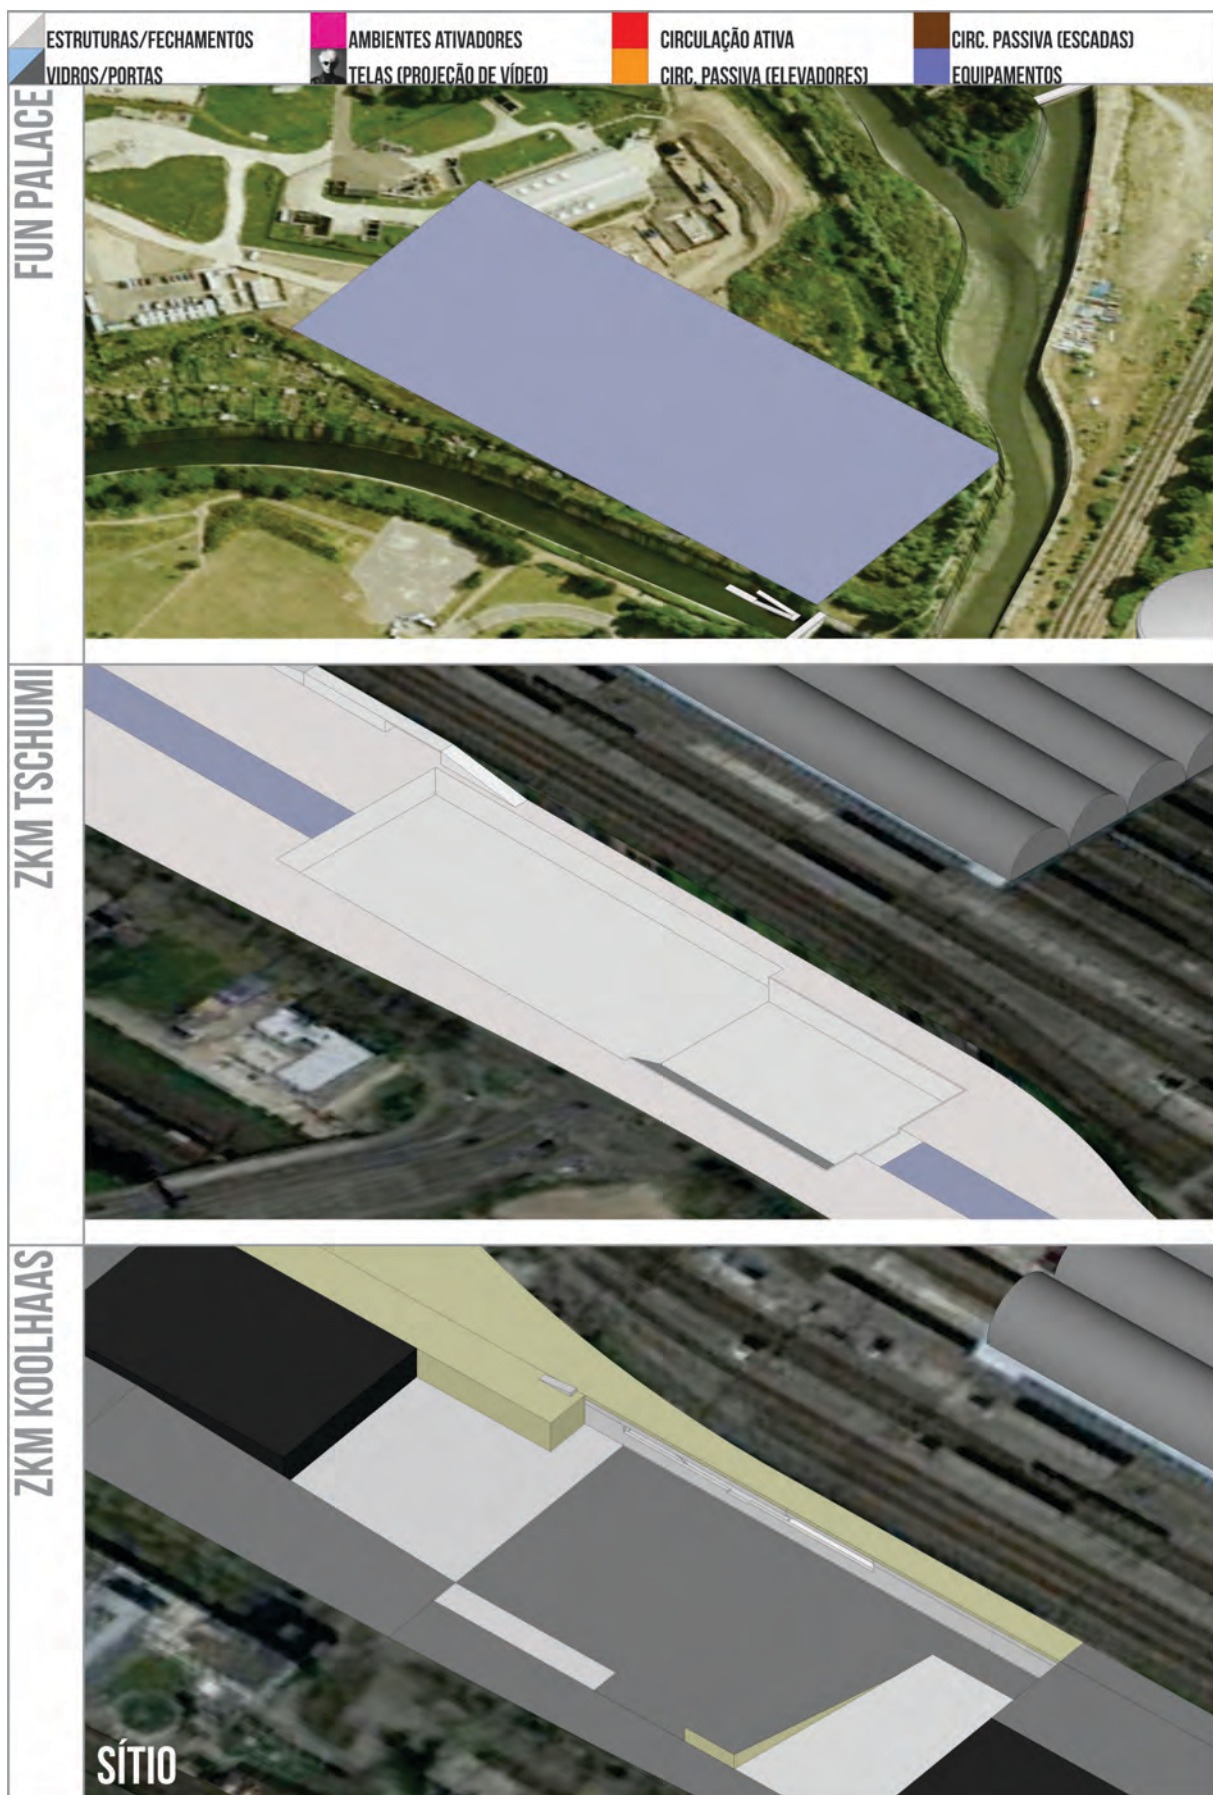 ESTRUTURAS/FECHAMENTOS
AMBIENTES ATIVADORES
CIRCULAÇÃO ATIVA
CIRC. PASSIVA (ESCADAS)
VIDROS/PORTAS
TELAS (PROJEÇÃO DE VÍDEO)
CIRC. PASSIVA (ELEVADORES)
EQUIPAMENTOS
FUN PALACE
ZKM TSCHUMI
ZKM KOOLHAAS
SÍTIO